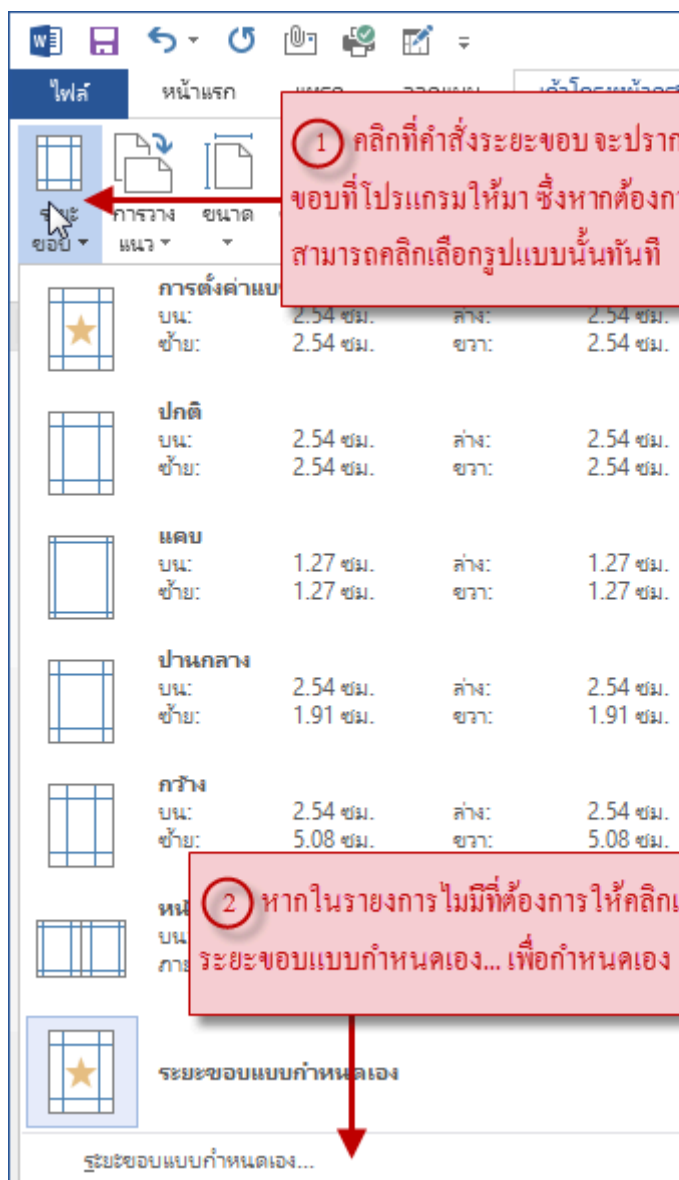 ไฟล์ หน้าแรก
1 คลิกที่คำสั่งระยะขอบ จะปราก
ขอบที่โปรแกรมให้มา ซึ่งหากต้องกา
สามารถคลิกเลือกรูปแบบนั้นทันที
ระยะ การวาง ขนาด
ขอบ แนว
การตั้งค่าแบ
บน: 2.54 ซม. ล่าง: 2.54 ซม.
ซ้าย: 2.54 ซม. ขวา: 2.54 ซม.
ปกติ
บน: 2.54 ซม. ล่าง: 2.54 ซม.
ซ้าย: 2.54 ซม. ขวา: 2.54 ซม.
แคบ
บน: 1.27 ซม. ล่าง: 1.27 ซม.
ซ้าย: 1.27 ซม. ขวา: 1.27 ซม.
ปานกลาง
บน: 2.54 ซม. ล่าง: 2.54 ซม.
ซ้าย: 1.91 ซม. ขวา: 1.91 ซม.
กว้าง
บน: 2.54 ซม. ล่าง: 2.54 ซม.
ซ้าย: 5.08 ซม. ขวา: 5.08 ซม.
2 หากในรายงการไม่มีที่ต้องการให้คลิกเ
ระยะขอบแบบกำหนดเอง... เพื่อกำหนดเอง
บน
ระยะขอบแบบกำหนดเอง
ระยะขอบแบบกำหนดเอง...